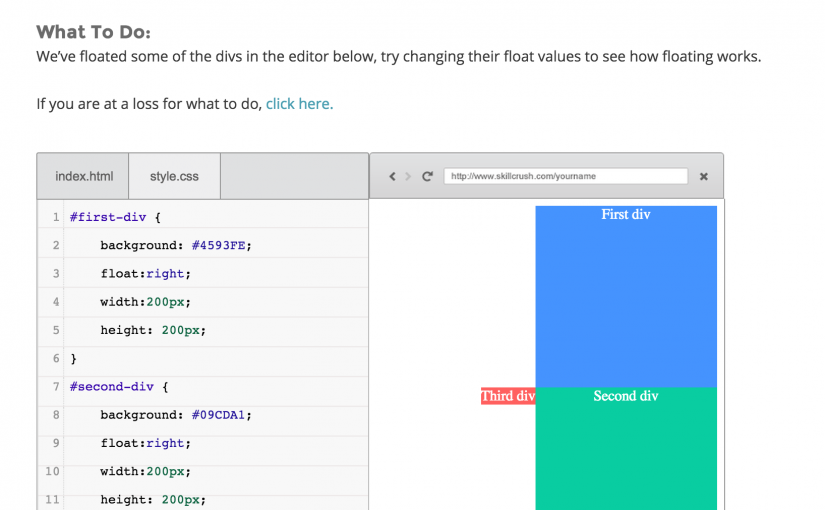 What To Do:
We've floated some of the divs in the editor below, try changing their float values to see how floating works.
If you are at a loss for what to do, click here.
index.html style.css
http://www.skillcrush.com/yourname
1 #first-div {
2 background: #4593FE;
3 float:right;
4 width:200px;
5 height: 200px;
6 }
7 #second-div {
8 background: #09CDA1;
9 float:right;
10 width:200px;
11 height: 200px;
First div
Third div Second div